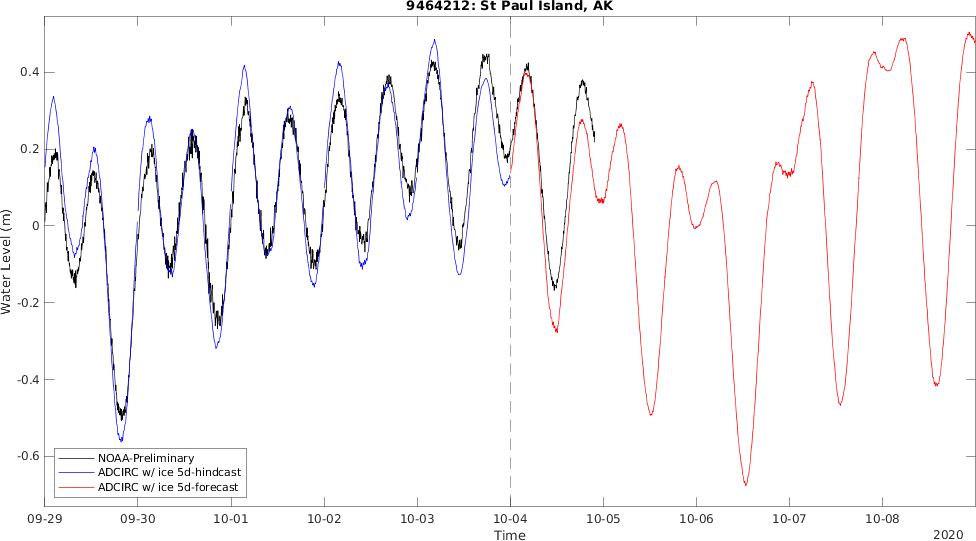 9464212: St Paul Island, AK
Water Level (m)
0.4
0.2
0
-0.2
-0.4
-0.6
NOAA-Preliminary
ADCIRC w/ ice 5d-hindcast
ADCIRC w/ ice 5d-forecast
09-29 09-30 10-01 10-02 10-03 10-04 10-05 10-06 10-07 10-08
Time
2020